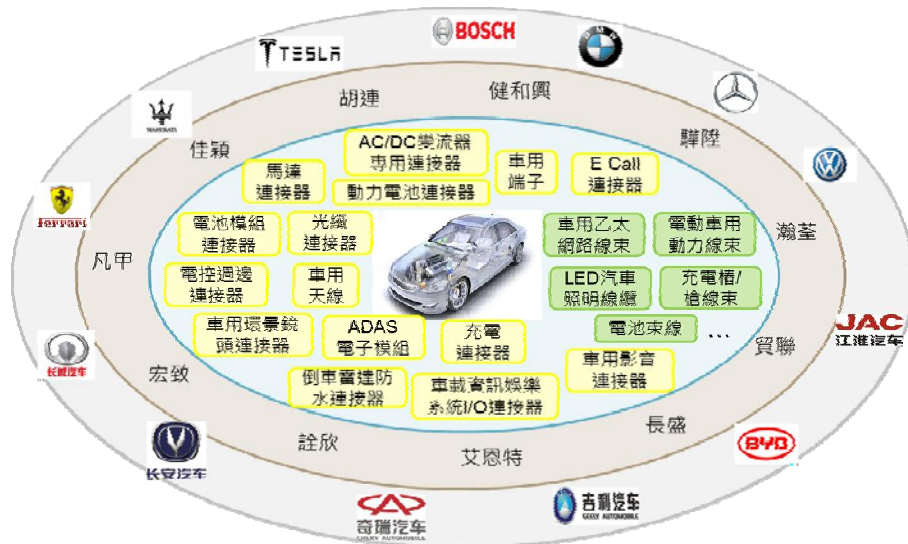 BOSCH
BMW
TESLA
健和興
胡連
驊陞
MASERATI
佳穎
AC/DC變流器
專用連接器
車用
端子
E Call
連接器
馬達
連接器
動力電池連接器
Ferrari
電池模組
連接器
光纖
連接器
車用乙太
網路線束
電動車用
動力線束
瀚荃
凡甲
電控週邊
連接器
車用
天線
LED汽車
照明線纜
充電槍/
槍線束
車用環景鏡
頭連接器
ADAS
電子模組
充電
連接器
電池束線
...
JAC
江淮汽车
貿聯
长城汽车
宏致
倒車雷達防
水連接器
車載資訊娛樂
系統I/O連接器
車用影音
連接器
長盛
BYD
詮欣
艾恩特
长安汽车
奇瑞汽车
CHERY AUTOMOBILE
吉利汽车
GEELY AUTOMOBILE